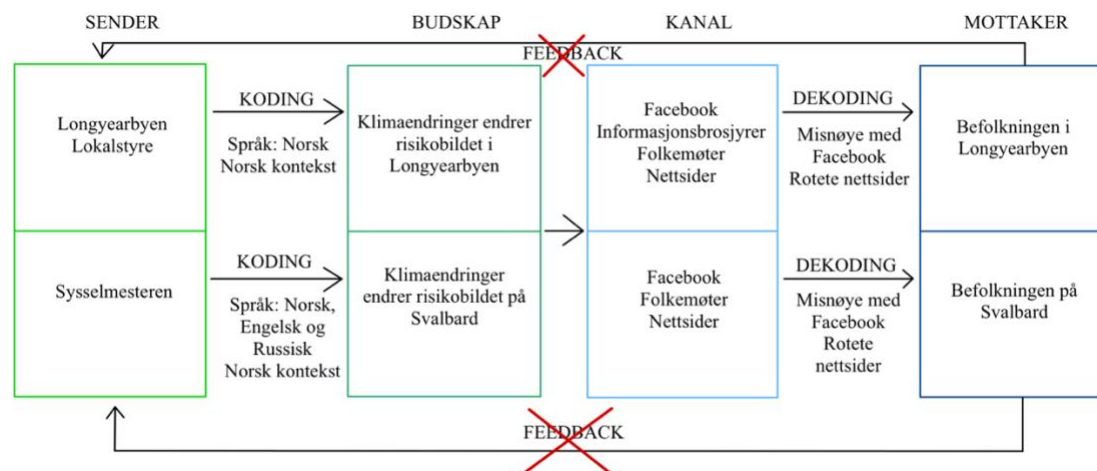 SENDER
BUDSKAP
KANAL
MOTTAKER
FEEDBACK
Longyearbyen
Lokalstyre
KODING
Språk: Norsk
Norsk kontekst
Klimaendringer endrer
risikobildet i
Longyearbyen
Facebook
Informasjonsbrosjyrer
Folkemøter
Nettsider
DEKODING
Misnøye med
Facebook
Rotete nettsider
Befolkningen i
Longyearbyen
Sysselmesteren
KODING
Språk: Norsk,
Engelsk og
Russisk
Norsk kontekst
Klimaendringer
endrer risikobildet på
Svalbard
Facebook
Folkemøter
Nettsider
DEKODING
Misnøye med
Facebook
Rotete
nettsider
Befolkningen på
Svalbard
FEEDBACK